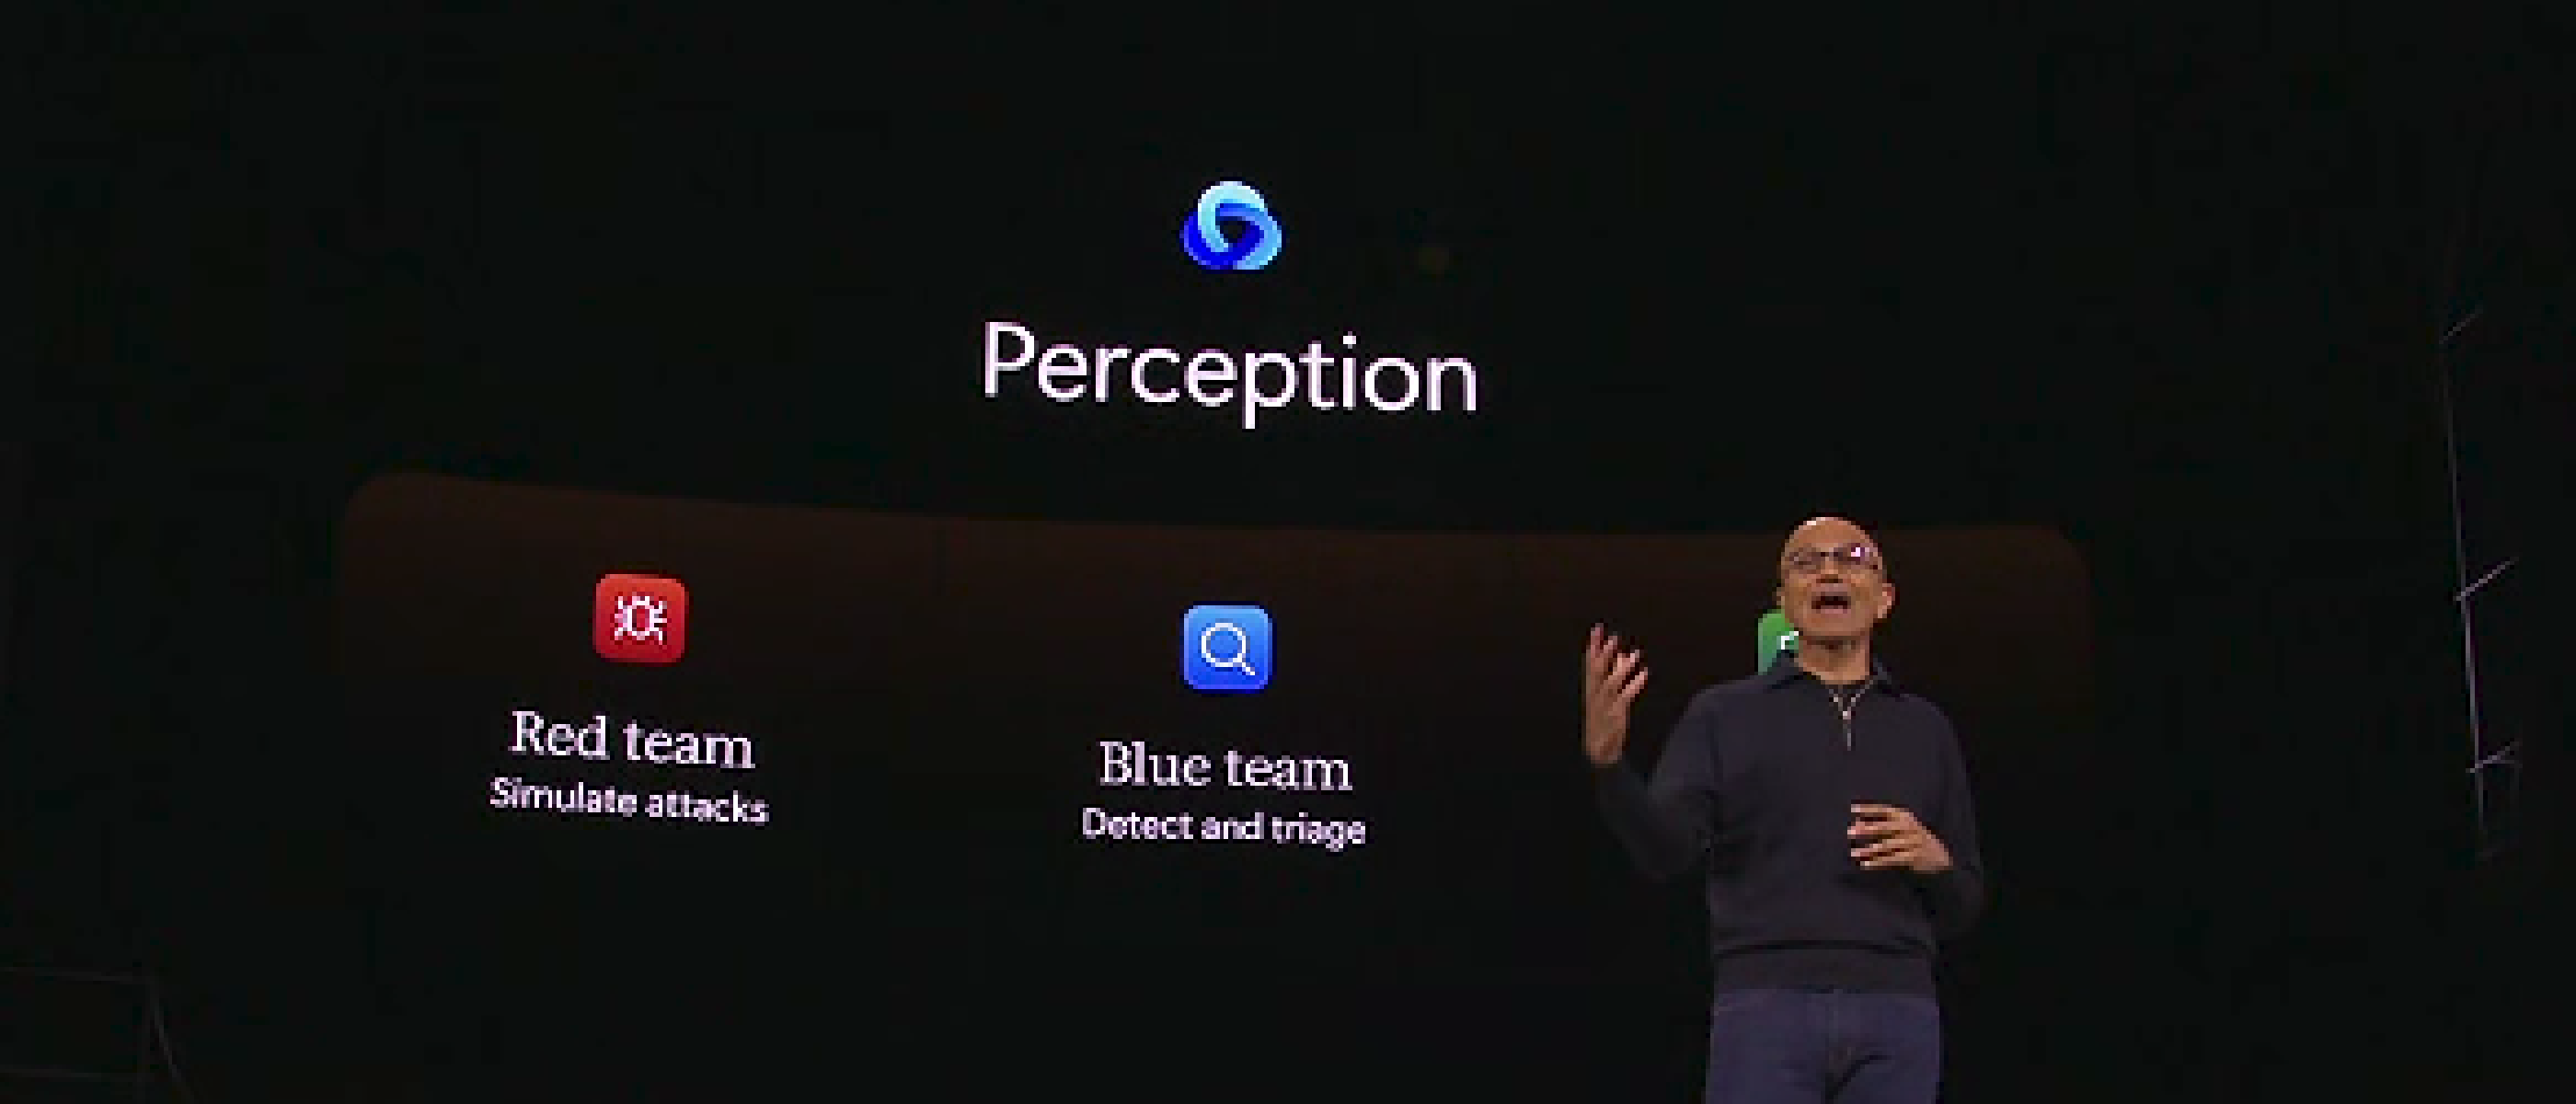 Perception
Red team
Simulate attacks
Blue team
Detect and triage